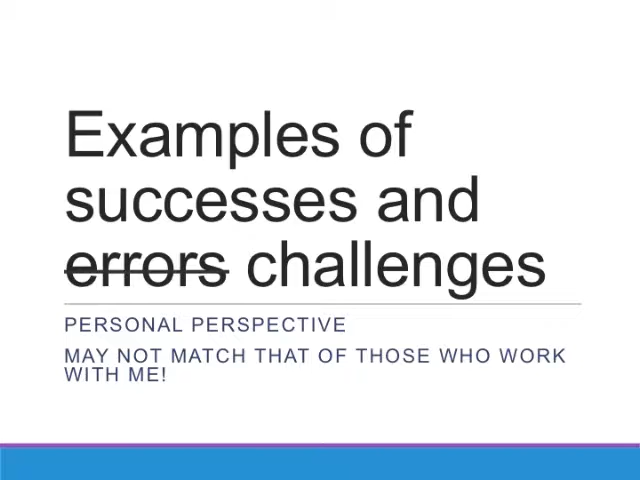 Examples of
successes and
errors challenges
PERSONAL PERSPECTIVE
MAY NOT MATCH THAT OF THOSE WHO WORK
WITH ME!